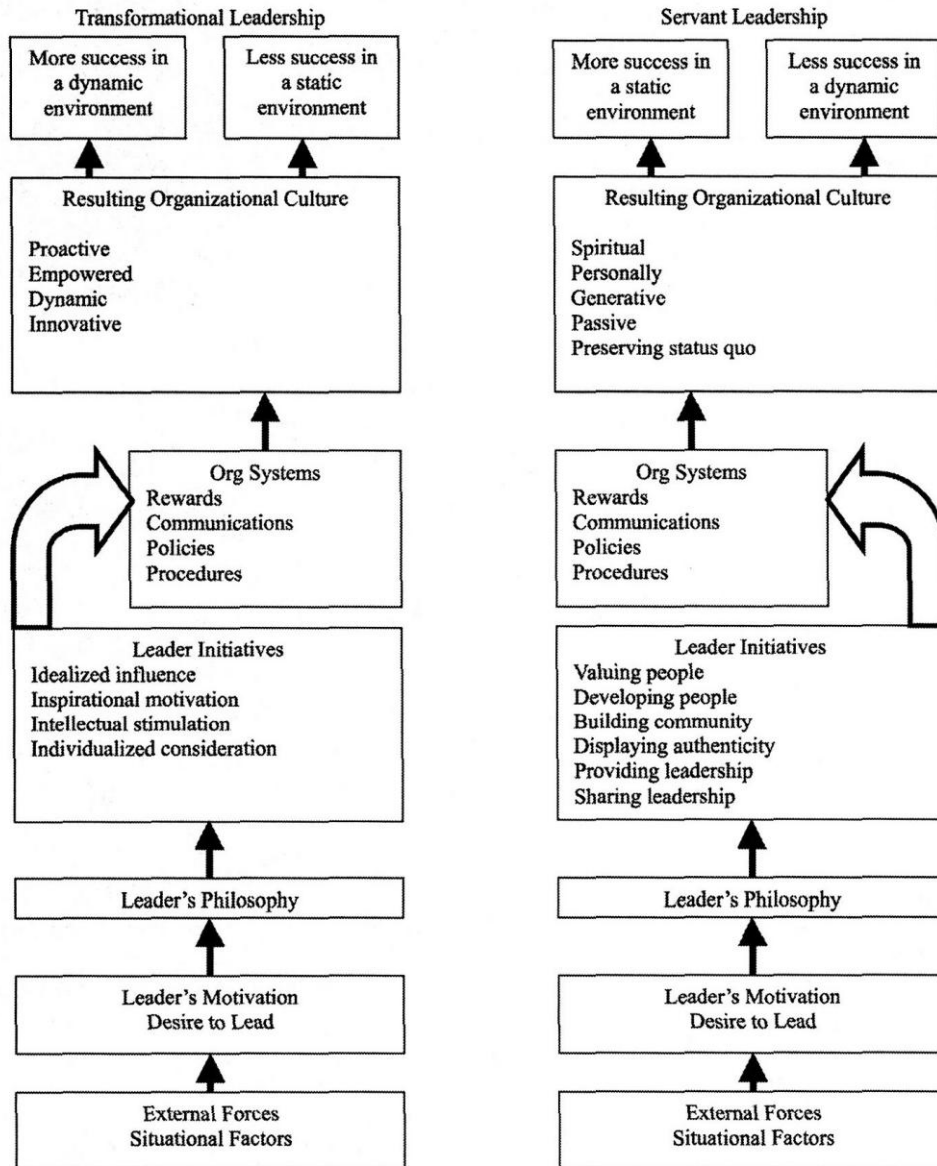 Transformational Leadership
More success in
a dynamic
environment
Less success in
a static
environment
Resulting Organizational Culture
Proactive
Empowered
Dynamic
Innovative
Org Systems
Rewards
Communications
Policies
Procedures
Leader Initiatives
Idealized influence
Inspirational motivation
Intellectual stimulation
Individualized consideration
Leader's Philosophy
Leader's Motivation
Desire to Lead
External Forces
Situational Factors
Servant Leadership
More success in
a static
environment
Less success in
a dynamic
environment
Resulting Organizational Culture
Spiritual
Personally
Generative
Passive
Preserving status quo
Org Systems
Rewards
Communications
Policies
Procedures
Leader Initiatives
Valuing people
Developing people
Building community
Displaying authenticity
Providing leadership
Sharing leadership
Leader's Philosophy
Leader's Motivation
Desire to Lead
External Forces
Situational Factors